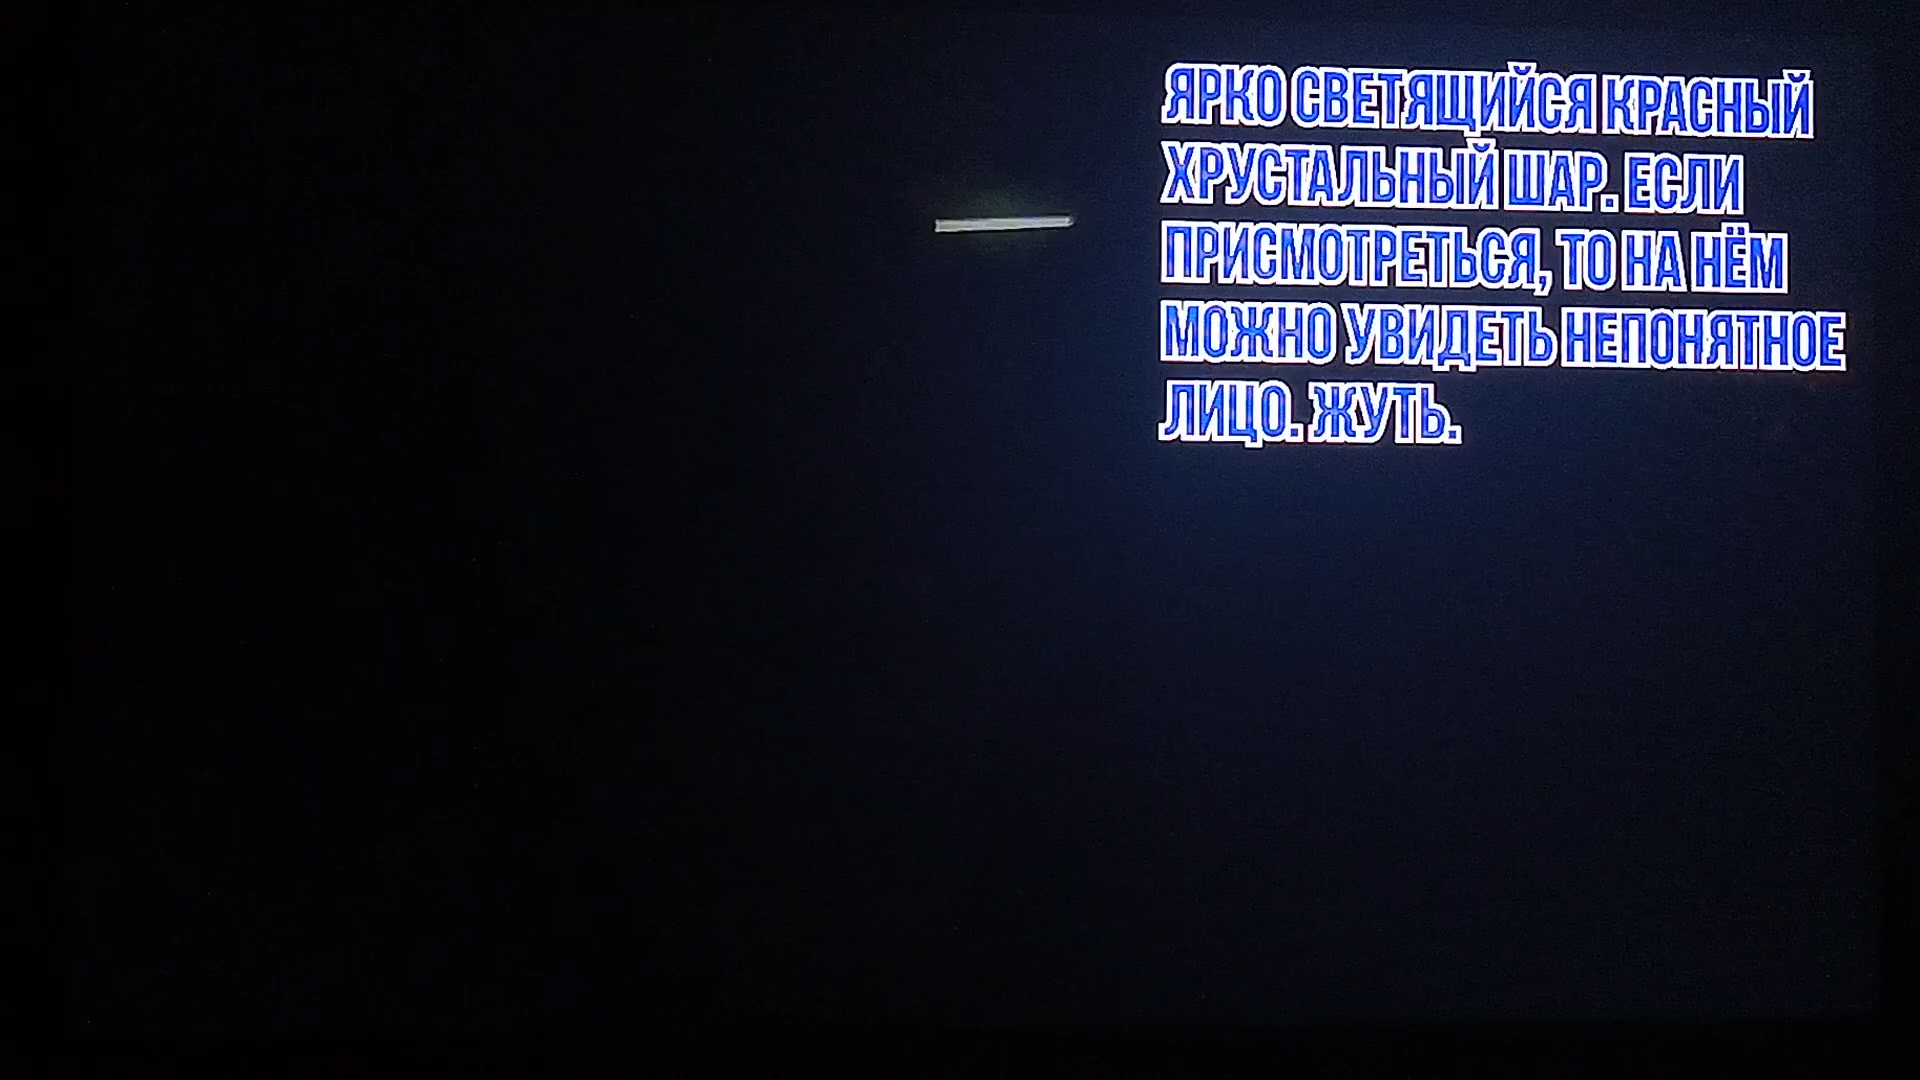 ЯРКО СВЕТЯЩИЙСЯ КРАСНЫЙ
ХРУСТАЛЬНЫЙ ШАР. ЕСЛИ
ПРИСМОТРЕТЬСЯ, ТО НА НЁМ
МОЖНО УВИДЕТЬ НЕПОНЯТНОЕ
ЛИЦО. ЖУТЬ.